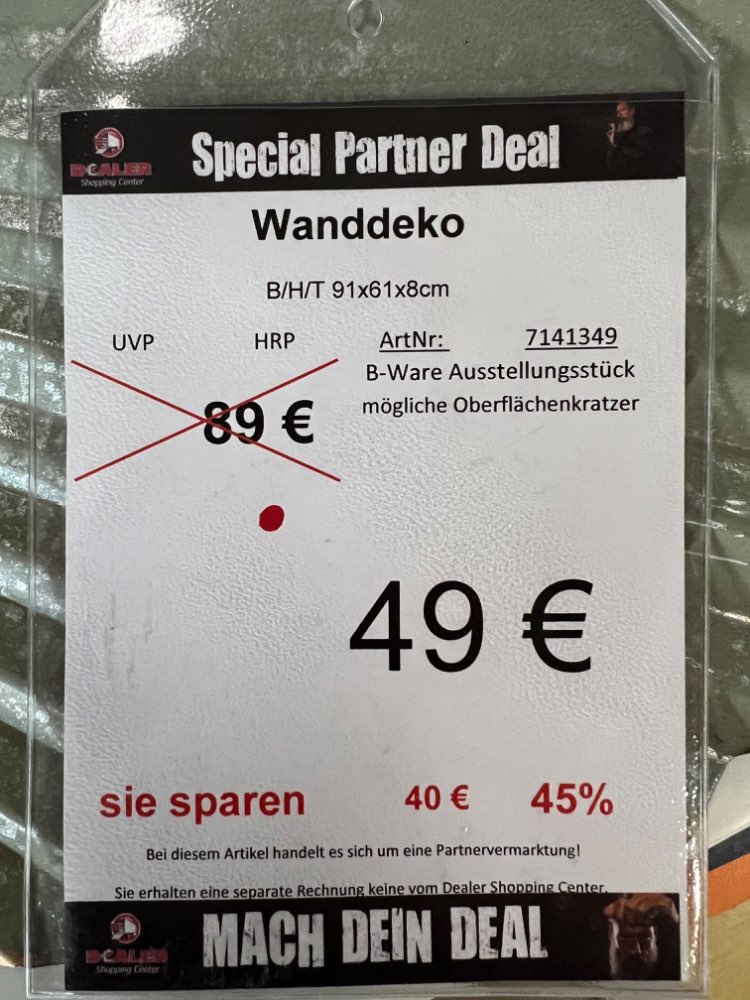 DEALER
Shopping Center
Special Partner Deal
Wanddeko
B/H/T 91x61x8cm
UVP HRP ArtNr: 7141349
B-Ware Ausstellungsstück
89 € mögliche Oberflächenkratzer
49 €
sie sparen 40 € 45%
Bei diesem Artikel handelt es sich um eine Partnervermarktung!
Sie erhalten eine separate Rechnung keine vom Dealer Shopping Center.
DEALER
Shopping Center
MACH DEIN DEAL